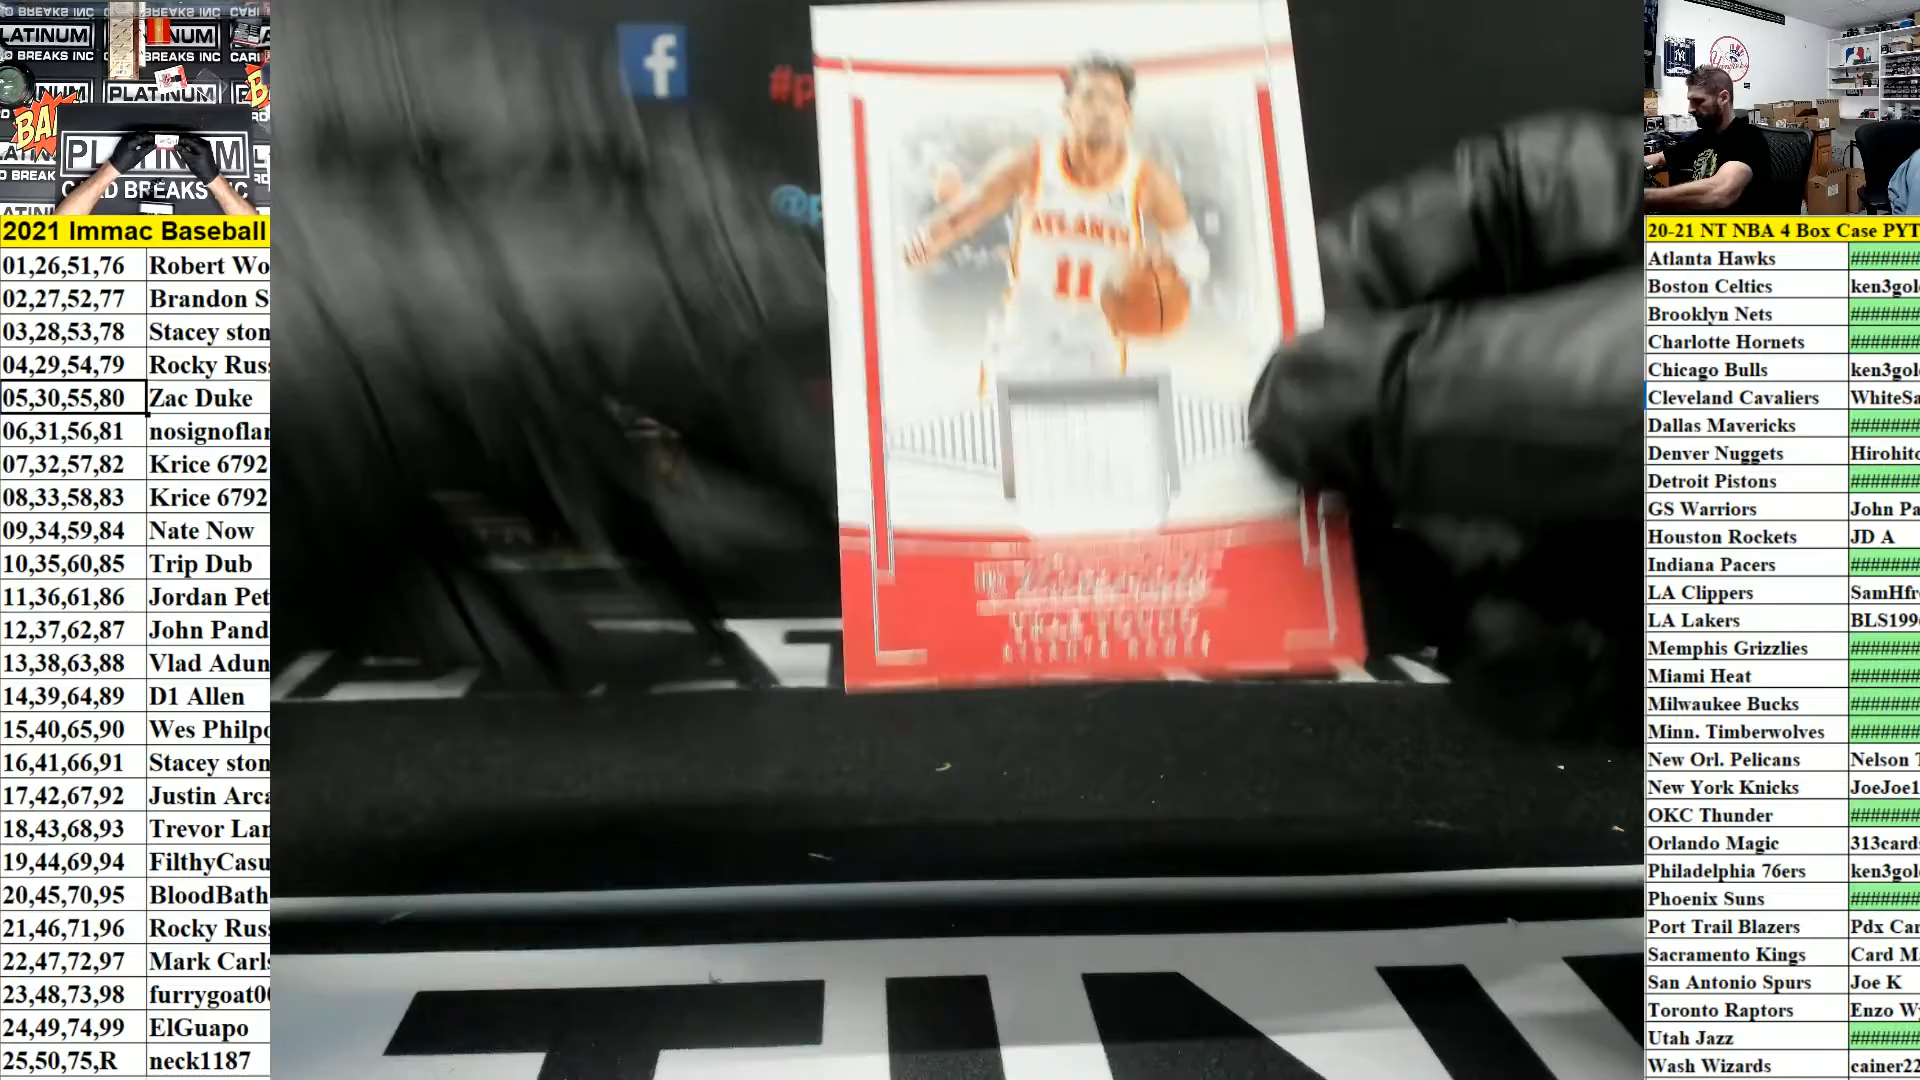 2021 Immac Baseball
01,26,51,76 Robert Wo
02,27,52,77 Brandon S
03,28,53,78 Stacey ston
04,29,54,79 Rocky Russ
05,30,55,80 Zac Duke
06,31,56,81 nosignoflan
07,32,57,82 Krice 6792
08,33,58,83 Krice 6792
09,34,59,84 Nate Now
10,35,60,85 Trip Dub
11,36,61,86 Jordan Pet
12,37,62,87 John Pand
13,38,63,88 Vlad Adun
14,39,64,89 D1 Allen
15,40,65,90 Wes Philpo
16,41,66,91 Stacey ston
17,42,67,92 Justin Arca
18,43,68,93 Trevor Lan
19,44,69,94 FilthyCasu
20,45,70,95 BloodBath
21,46,71,96 Rocky Russ
22,47,72,97 Mark Carls
23,48,73,98 furrygoat00
24,49,74,99 ElGuapo
25,50,75,R neck1187
PLATINUM
CARD BREAKS INC
f
#p
@p
ATLANTA
11
20-21 NT NBA 4 Box Case PYT
Atlanta Hawks #######
Boston Celtics ken3gol
Brooklyn Nets #######
Charlotte Hornets #######
Chicago Bulls ken3gol
Cleveland Cavaliers WhiteSa
Dallas Mavericks #######
Denver Nuggets Hirohito
Detroit Pistons #######
GS Warriors John Pa
Houston Rockets JD A
Indiana Pacers #######
LA Clippers SamHfr
LA Lakers BLS199
Memphis Grizzlies #######
Miami Heat #######
Milwaukee Bucks #######
Minn. Timberwolves #######
New Orl. Pelicans Nelson T
New York Knicks JoeJoe1
OKC Thunder #######
Orlando Magic 313card
Philadelphia 76ers ken3gol
Phoenix Suns #######
Port Trail Blazers Pdx Car
Sacramento Kings Card M
San Antonio Spurs Joe K
Toronto Raptors Enzo W
Utah Jazz #######
Wash Wizards cainer22